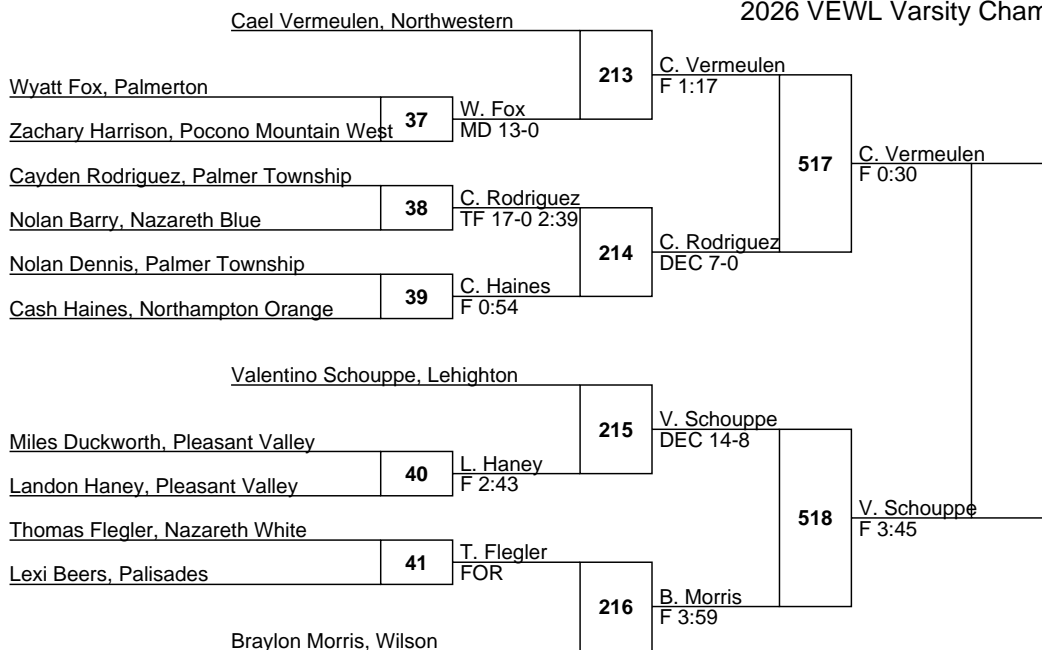 2026 VEWL Varsity Cham
Cael Vermeulen, Northwestern
213
C. Vermeulen
F 1:17
Wyatt Fox, Palmerton
37
W. Fox
MD 13-0
Zachary Harrison, Pocono Mountain West
517
C. Vermeulen
F 0:30
Cayden Rodriguez, Palmer Township
38
C. Rodriguez
TF 17-0 2:39
Nolan Barry, Nazareth Blue
214
C. Rodriguez
DEC 7-0
Nolan Dennis, Palmer Township
39
C. Haines
F 0:54
Cash Haines, Northampton Orange
Valentino Schouppe, Lehighton
215
V. Schouppe
DEC 14-8
Miles Duckworth, Pleasant Valley
40
L. Haney
F 2:43
Landon Haney, Pleasant Valley
518
V. Schouppe
F 3:45
Thomas Flegler, Nazareth White
41
T. Flegler
FOR
Lexi Beers, Palisades
216
B. Morris
F 3:59
Braylon Morris, Wilson